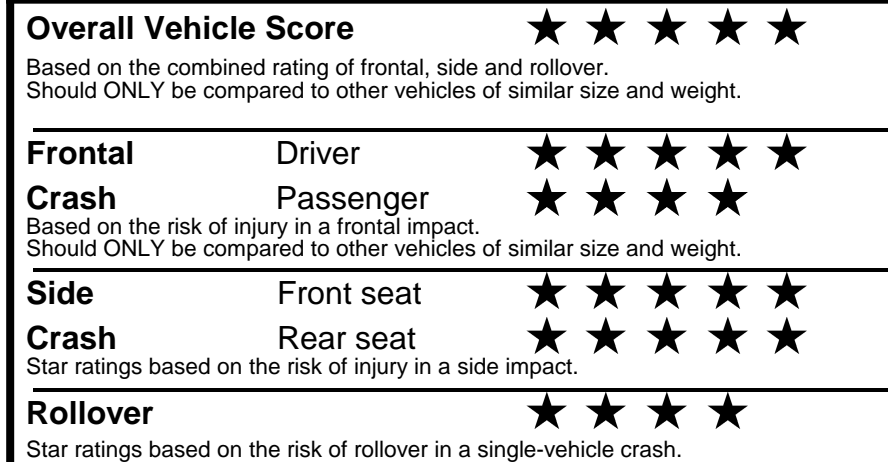 Overall Vehicle Score ★ ★ ★ ★ ★
Based on the combined rating of frontal, side and rollover.
Should ONLY be compared to other vehicles of similar size and weight.
Frontal Driver ★ ★ ★ ★ ★
Crash Passenger ★ ★ ★ ★
Based on the risk of injury in a frontal impact.
Should ONLY be compared to other vehicles of similar size and weight.
Side Front seat ★ ★ ★ ★ ★
Crash Rear seat ★ ★ ★ ★ ★
Star ratings based on the risk of injury in a side impact.
Rollover ★ ★ ★ ★
Star ratings based on the risk of rollover in a single-vehicle crash.